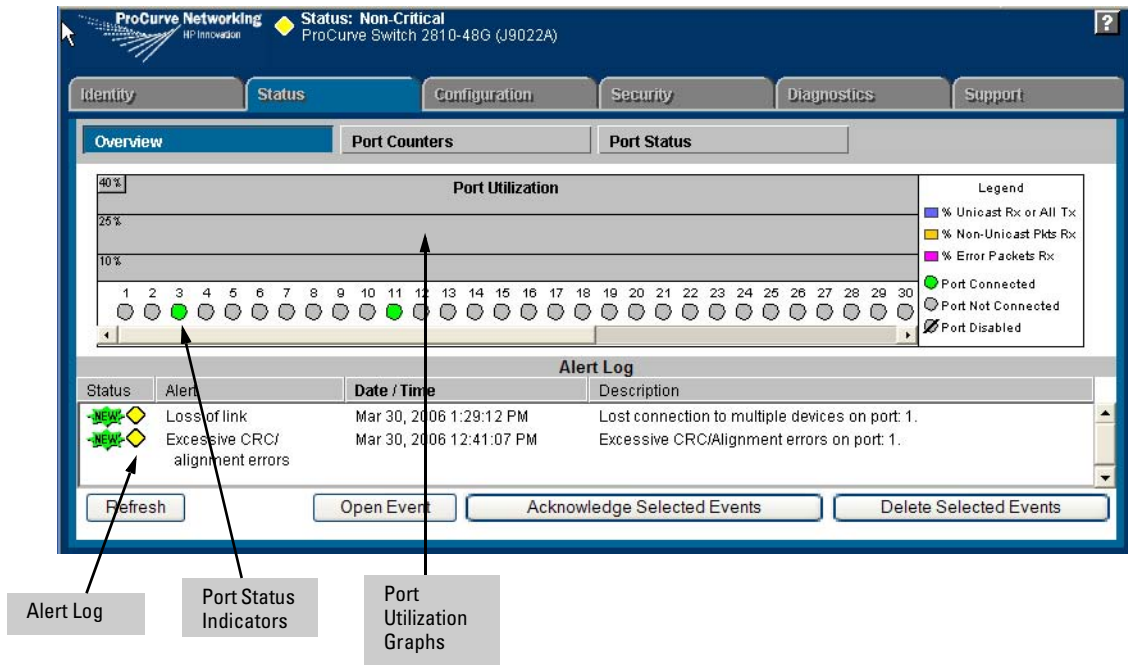 ProCurve Networking
HP Innovation
Status: Non-Critical
ProCurve Switch 2810-48G (J9022A)
?
Identity Status Configuration Security Diagnostics Support
Overview Port Counters Port Status
40 %
Port Utilization
25 %
10 %
1 2 3 4 5 6 7 8 9 10 11 12 13 14 15 16 17 18 19 20 21 22 23 24 25 26 27 28 29 30
Legend
% Unicast Rx or All Tx
% Non-Unicast Pkts Rx
% Error Packets Rx
Port Connected
Port Not Connected
Port Disabled
Alert Log
Status Alert Date / Time Description
NEW Loss of link Mar 30, 2006 1:29:12 PM Lost connection to multiple devices on port: 1.
NEW Excessive CRC/ Mar 30, 2006 12:41:07 PM Excessive CRC/Alignment errors on port: 1.
alignment errors
Refresh Open Event Acknowledge Selected Events Delete Selected Events
Alert Log
Port Status
Indicators
Port
Utilization
Graphs